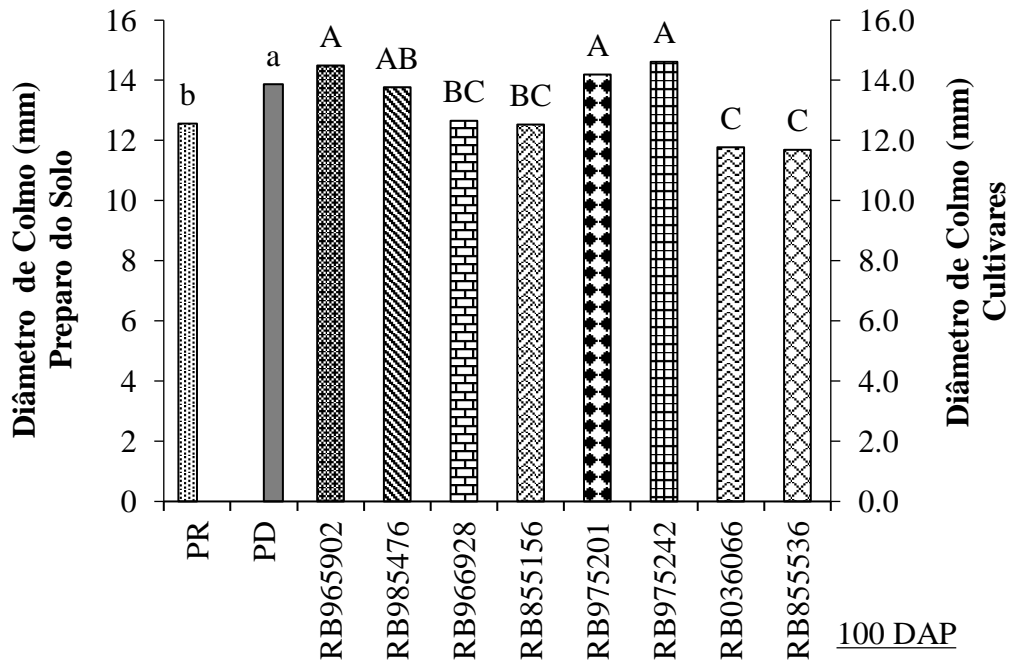 Diâmetro de Colmo (mm)
Preparo do Solo
16
14
12
10
8
6
4
2
0
b
a
A
AB
BC
BC
A
A
C
C
16.0
14.0
12.0
10.0
8.0
6.0
4.0
2.0
0.0
Diâmetro de Colmo (mm)
Cultivares
PR
PD
RB965902
RB985476
RB966928
RB855156
RB975201
RB975242
RB036066
RB855536
100 DAP